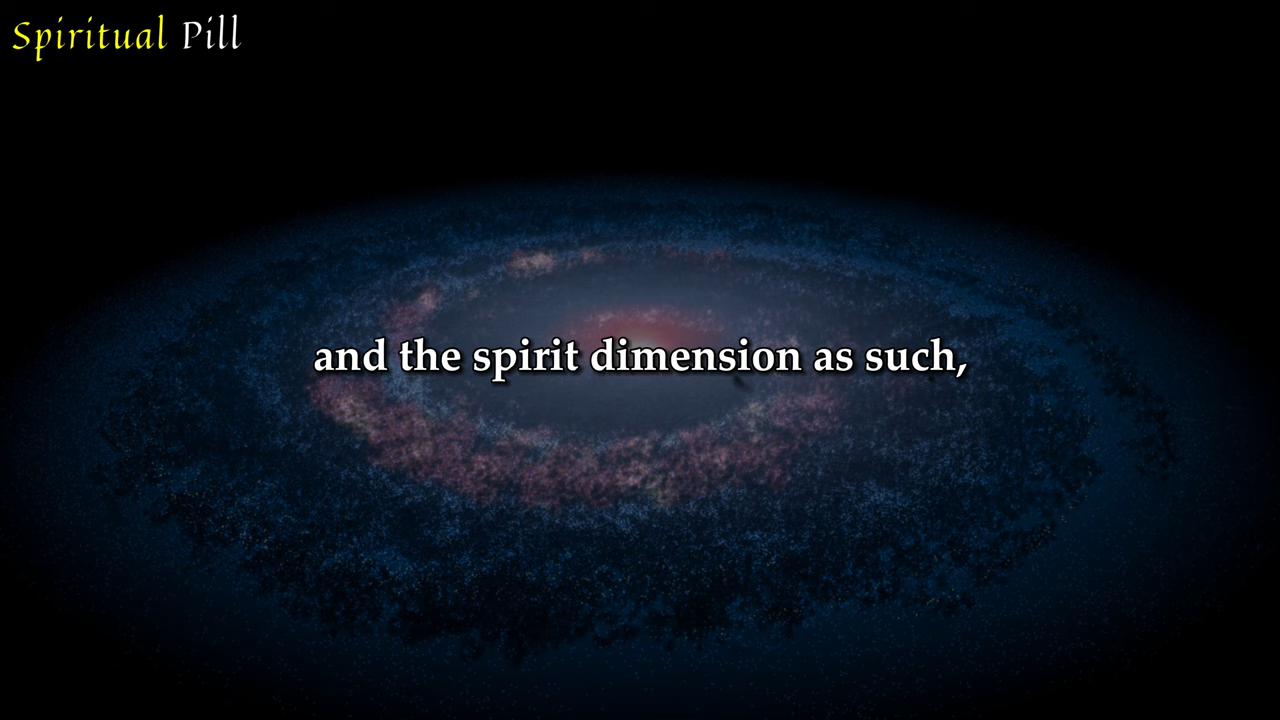 Spiritual Pill
and the spirit dimension as such,